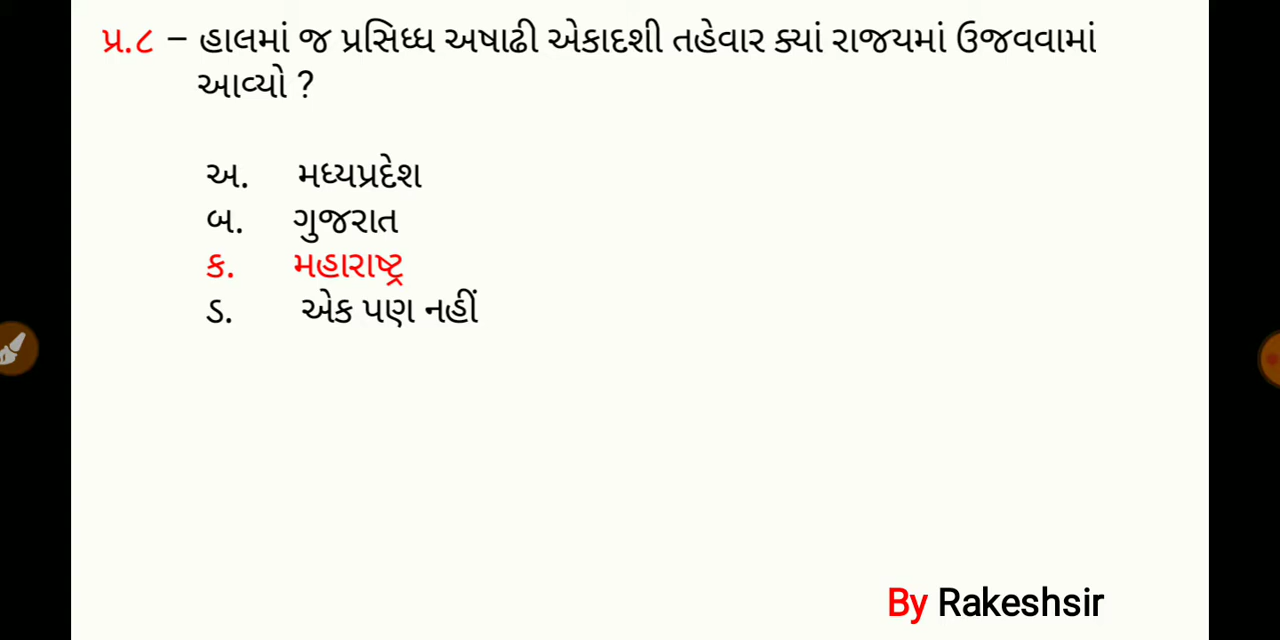 પ્ર.૮ – હાલમાં જ પ્રસિધ્ધ અષાઢી એકાદશી તહેવાર ક્યાં રાજયમાં ઉજવવામાં
આવ્યો ?
અ. મધ્યપ્રદેશ
બ. ગુજરાત
ક. મહારાષ્ટ્ર
ડ. એક પણ નહીં
By Rakeshsir